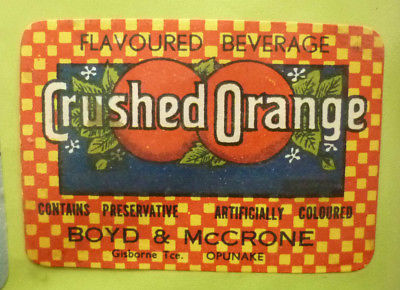 FLAVOURED BEVERAGE
Crushed Orange
CONTAINS PRESERVATIVE ARTIFICIALLY COLOURED
BOYD & McCRONE
Gisborne Tce. OPUNAKE